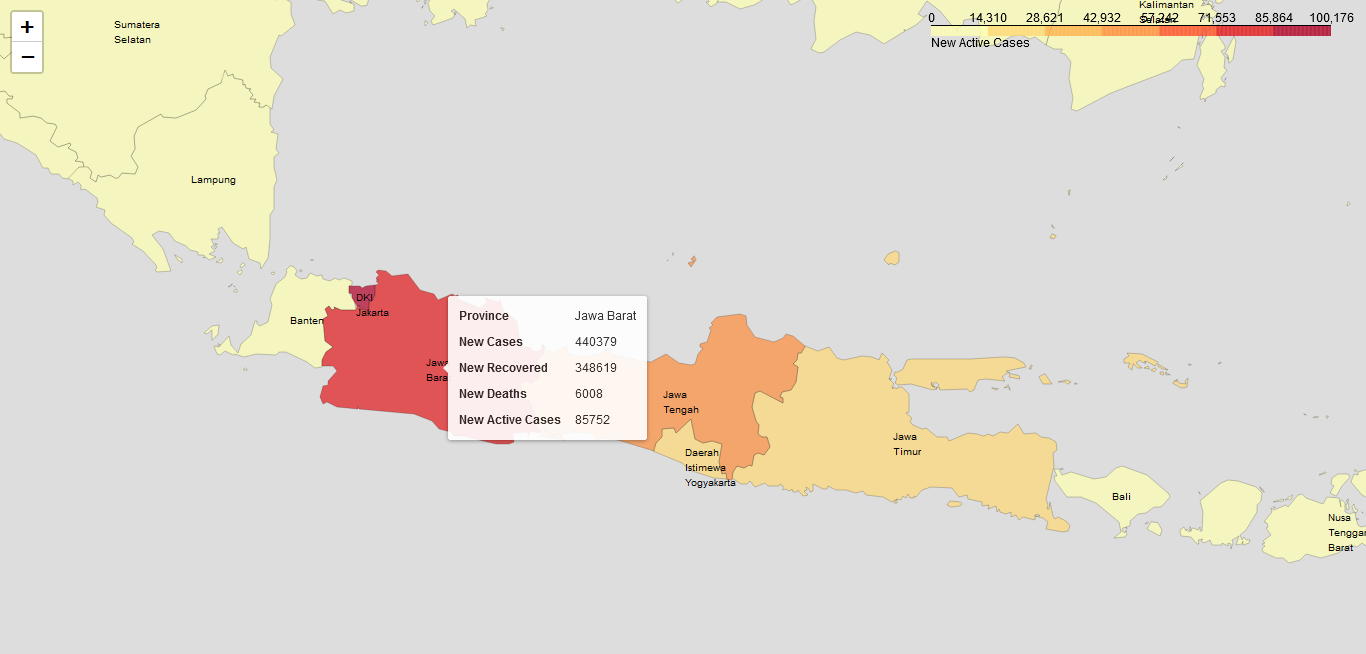 +
−
Sumatera
Selatan
Kalimantan
Selatan
0 14,310 28,621 42,932 57,242 71,553 85,864 100,176
New Active Cases
Lampung
Banten
DKI
Jakarta
Jawa
Bara
Province Jawa Barat
New Cases 440379
New Recovered 348619
New Deaths 6008
New Active Cases 85752
Jawa
Tengah
Daerah
Istimewa
Yogyakarta
Jawa
Timur
Bali
Nusa
Tenggar
Barat